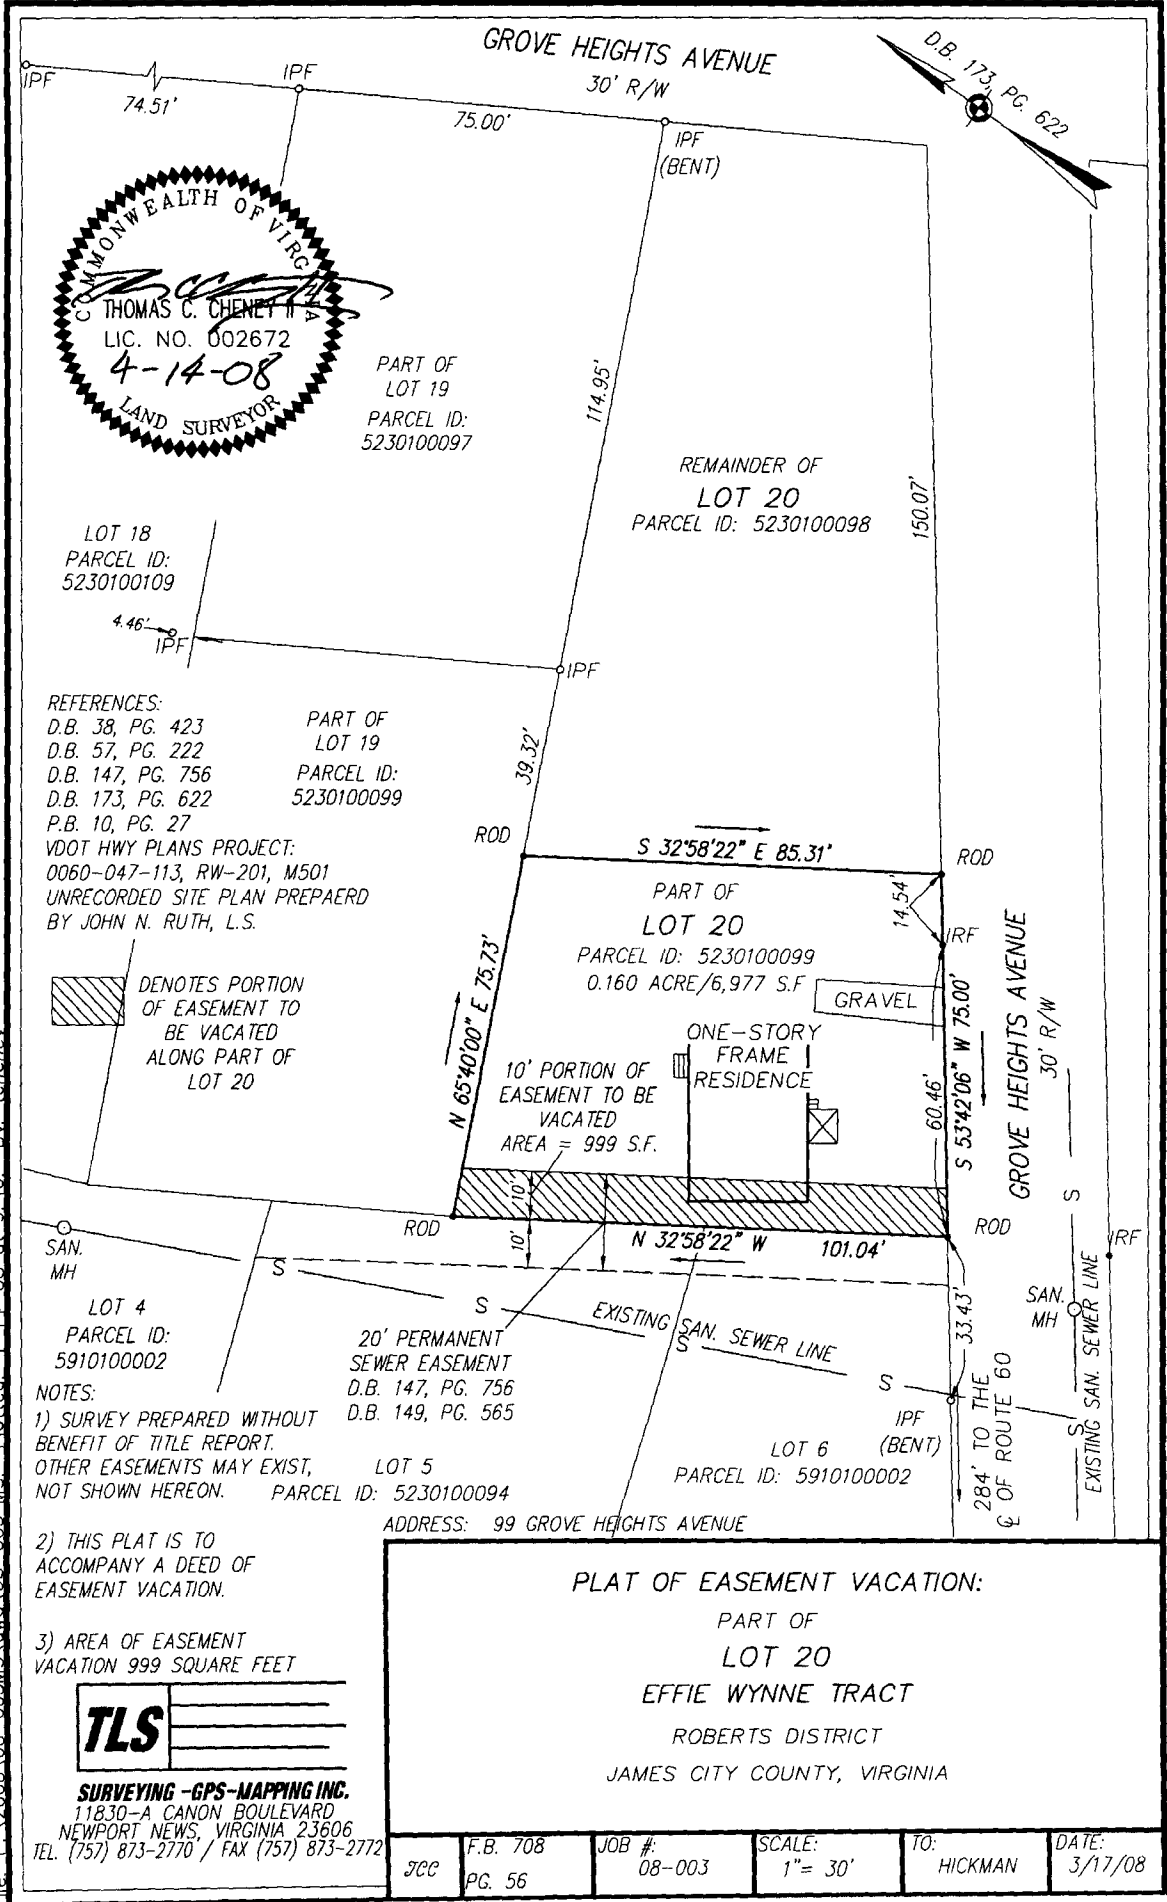 GROVE HEIGHTS AVENUE
30' R/W
D.B. 173, PG. 622
IPF
74.51'
IPF
75.00'
IPF
(BENT)
COMMONWEALTH OF VIRGINIA
THOMAS C. CHENEY II
LIC. NO. 002672
4-14-08
LAND SURVEYOR
PART OF
LOT 19
PARCEL ID:
5230100097
114.95'
REMAINDER OF
LOT 20
PARCEL ID: 5230100098
150.07'
LOT 18
PARCEL ID:
5230100109
4.46'
IPF
IPF
REFERENCES:
D.B. 38, PG. 423
D.B. 57, PG. 222
D.B. 147, PG. 756
D.B. 173, PG. 622
P.B. 10, PG. 27
VDOT HWY PLANS PROJECT:
0060-047-113, RW-201, M501
UNRECORDED SITE PLAN PREPAERD
BY JOHN N. RUTH, L.S.
PART OF
LOT 19
PARCEL ID:
5230100099
39.32'
ROD
S 32°58'22" E 85.31'
ROD
PART OF
LOT 20
PARCEL ID: 5230100099
0.160 ACRE/6,977 S.F
14.54'
IRF
GRAVEL
DENOTES PORTION
OF EASEMENT TO
BE VACATED
ALONG PART OF
LOT 20
N 65°40'00" E 75.73'
ONE-STORY
FRAME
RESIDENCE
10' PORTION OF
EASEMENT TO BE
VACATED
AREA = 999 S.F.
60.46'
S 53°42'06" W 75.00'
GROVE HEIGHTS AVENUE
30' R/W
10'
10'
ROD
N 32°58'22" W 101.04'
ROD
S
IRF
SAN.
MH
S
S
EXISTING SAN. SEWER LINE
S
S
33.43'
SAN.
MH
EXISTING SAN. SEWER LINE
S
LOT 4
PARCEL ID:
5910100002
20' PERMANENT
SEWER EASEMENT
D.B. 147, PG. 756
D.B. 149, PG. 565
IPF
(BENT)
284' TO THE
℄ OF ROUTE 60
NOTES:
1) SURVEY PREPARED WITHOUT
BENEFIT OF TITLE REPORT.
OTHER EASEMENTS MAY EXIST,
NOT SHOWN HEREON.
LOT 5
PARCEL ID: 5230100094
LOT 6
PARCEL ID: 5910100002
ADDRESS: 99 GROVE HEIGHTS AVENUE
2) THIS PLAT IS TO
ACCOMPANY A DEED OF
EASEMENT VACATION.
3) AREA OF EASEMENT
VACATION 999 SQUARE FEET
TLS
SURVEYING -GPS-MAPPING INC.
11830-A CANON BOULEVARD
NEWPORT NEWS, VIRGINIA 23606
TEL. (757) 873-2770 / FAX (757) 873-2772
PLAT OF EASEMENT VACATION:
PART OF
LOT 20
EFFIE WYNNE TRACT
ROBERTS DISTRICT
JAMES CITY COUNTY, VIRGINIA
JCC
F.B. 708
PG. 56
JOB #:
08-003
SCALE:
1"= 30'
TO:
HICKMAN
DATE:
3/17/08